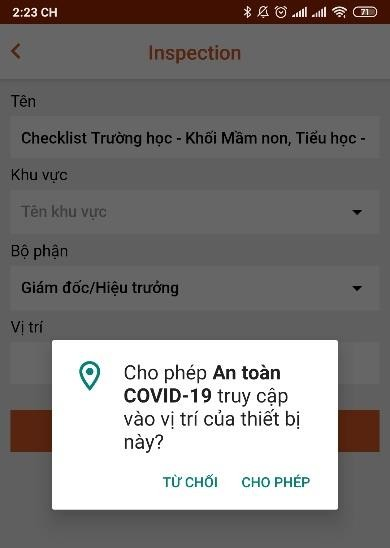 2:23 CH 71
Inspection
Tên
Checklist Trường học - Khối Mầm non, Tiểu học -
Khu vực
Tên khu vực
Bộ phận
Giám đốc/Hiệu trưởng
Vị trí
Cho phép An toàn
COVID-19 truy cập
vào vị trí của thiết bị
này?
TỪ CHỐI CHO PHÉP